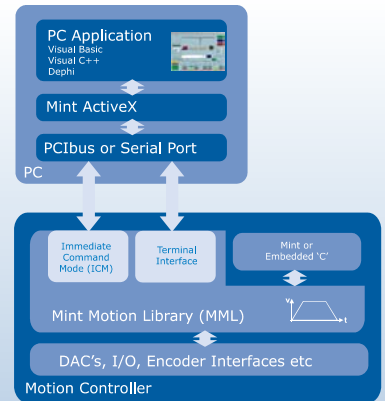 PC Application
Visual Basic
Visual C++
Dephi
Mint ActiveX
PCIbus or Serial Port
PC
Immediate
Command
Mode (ICM)
Terminal
Interface
Mint or
Embedded ‘C’
V
t
Mint Motion Library (MML)
DAC’s, I/O, Encoder Interfaces etc
Motion Controller